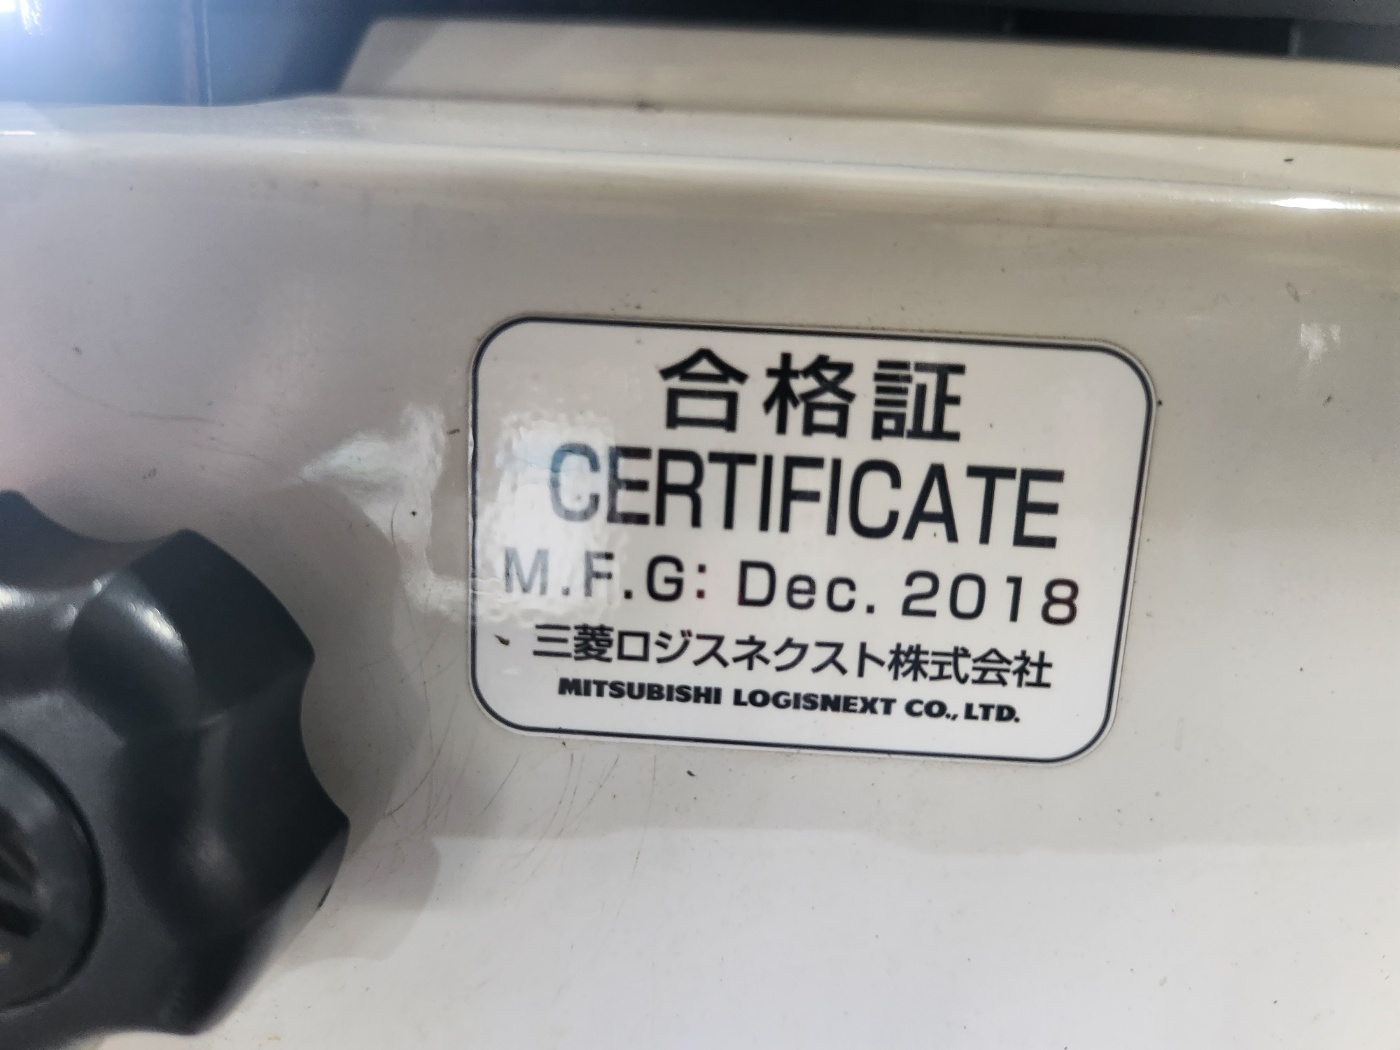 合格証
CERTIFICATE
M.F.G: Dec. 2018
三菱ロジスネクスト株式会社
MITSUBISHI LOGISNEXT CO., LTD.